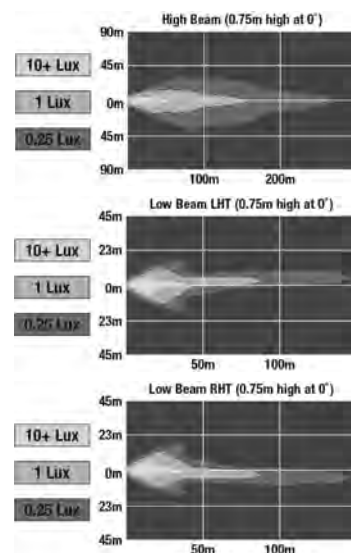 High Beam (0.75m high at 0°)
90m
45m
0m
45m
90m
100m
200m
10+ Lux
1 Lux
0.25 Lux
Low Beam LHT (0.75m high at 0°)
45m
23m
0m
23m
45m
50m
100m
10+ Lux
1 Lux
0.25 Lux
Low Beam RHT (0.75m high at 0°)
45m
23m
0m
23m
45m
50m
100m
10+ Lux
1 Lux
0.25 Lux